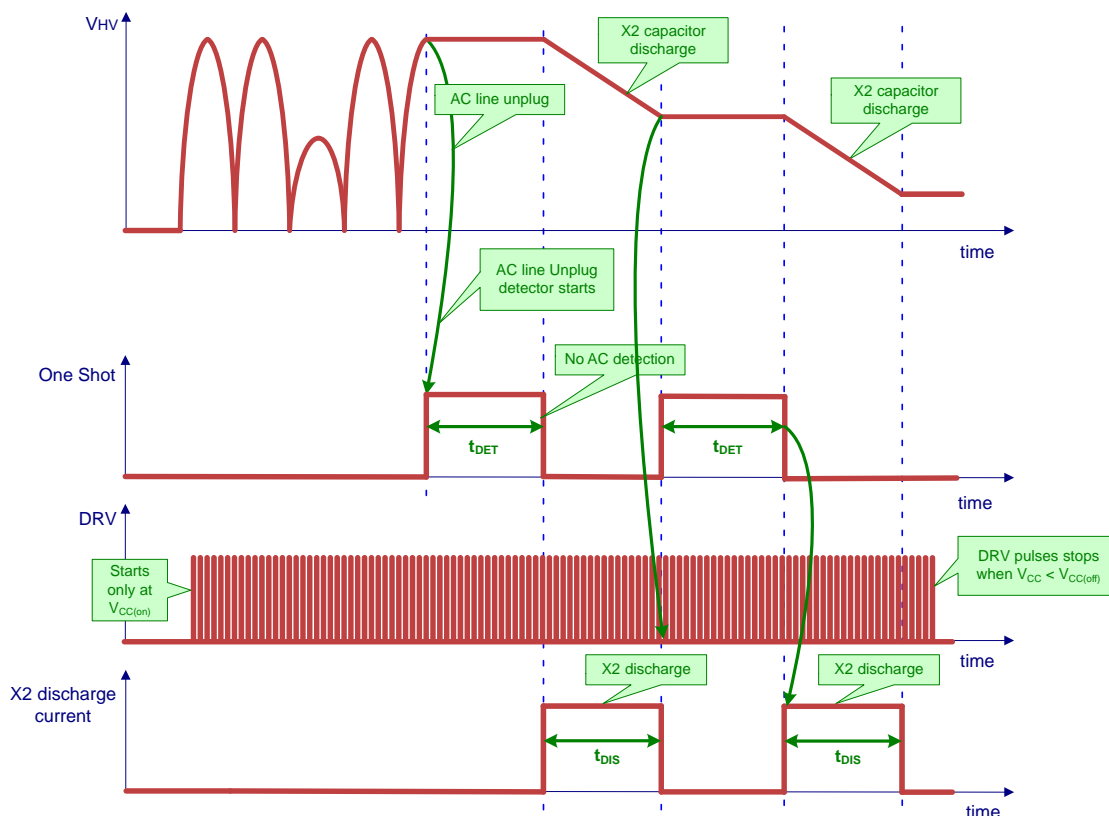 VHV
X2 capacitor
discharge
AC line unplug
X2 capacitor
discharge
time
AC line Unplug
detector starts
No AC detection
One Shot
tDET
tDET
time
DRV
Starts
only at
VCC(on)
DRV pulses stops
when VCC < VCC(off)
time
X2 discharge
X2 discharge
X2 discharge
current
tDIS
tDIS
time